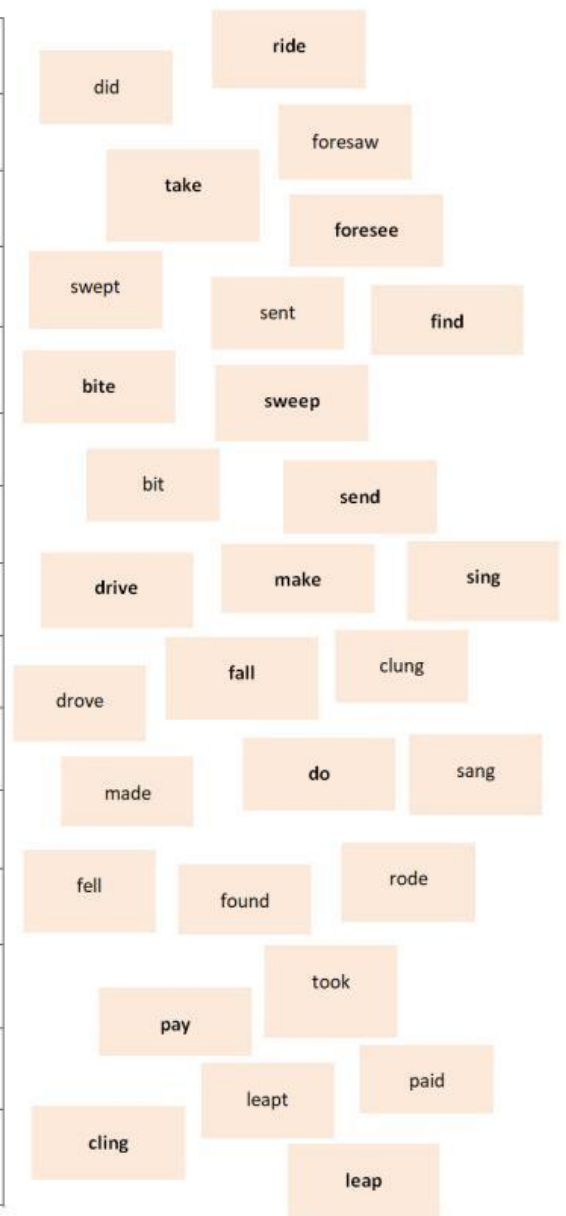 ride
did
foresaw
take
foresee
swept
sent
find
bite
sweep
bit
send
drive
make
sing
fall
clung
drove
do
sang
made
fell
found
rode
took
pay
paid
leapt
cling
leap